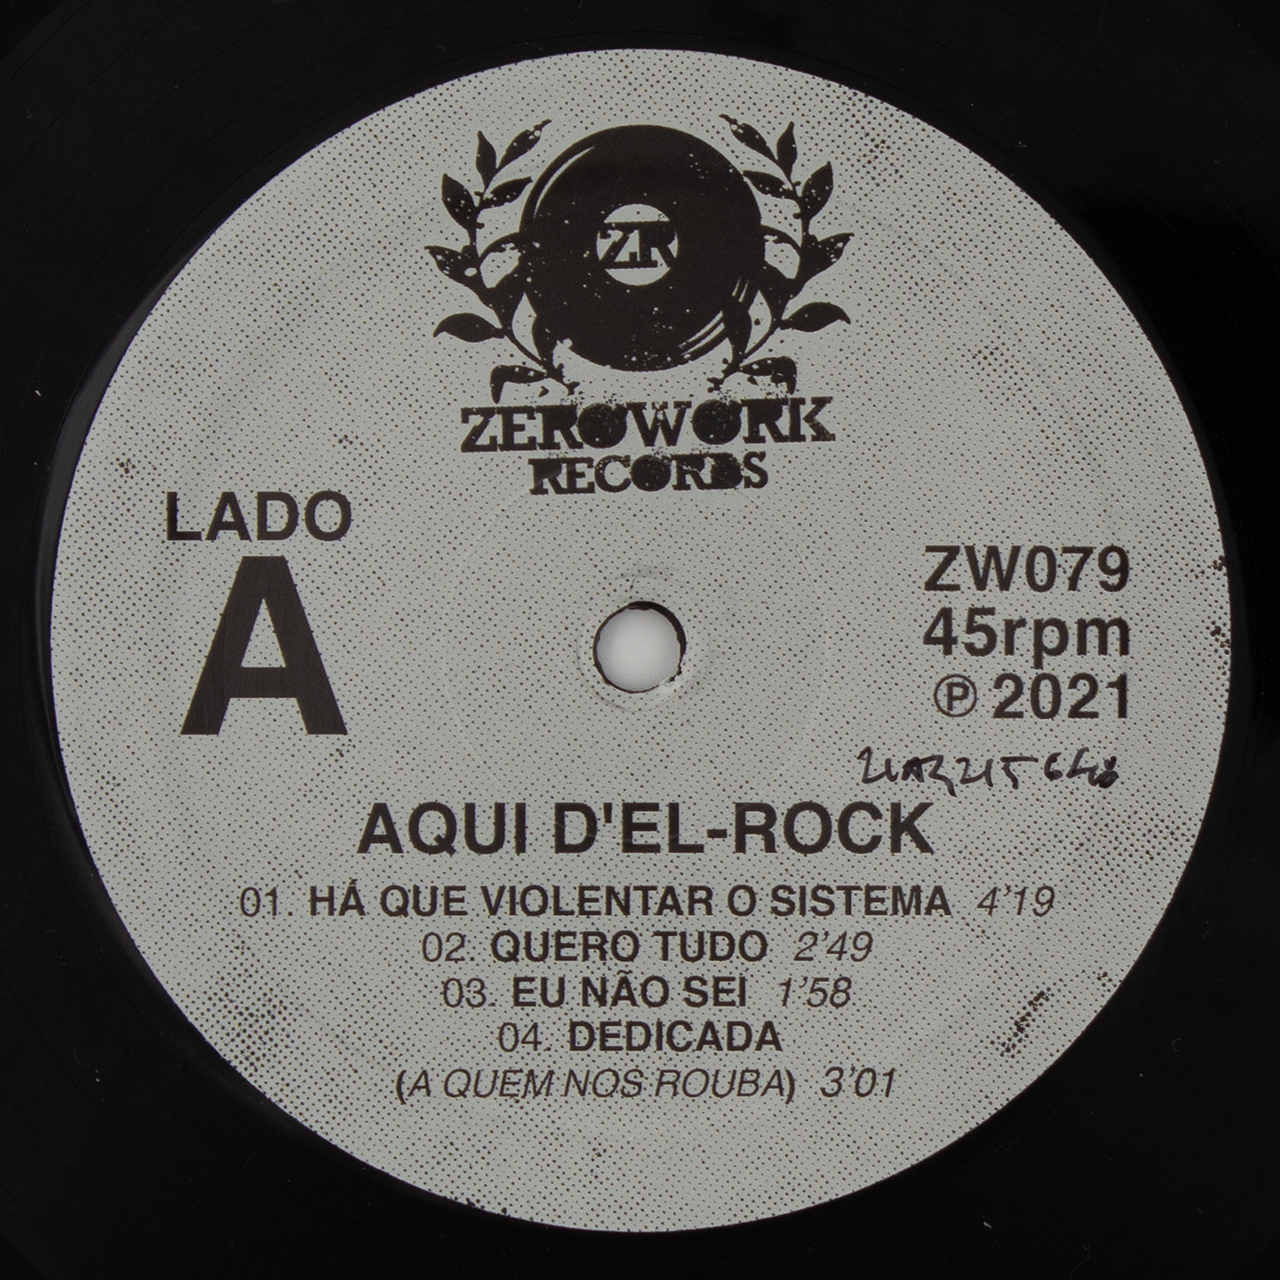 ZR
ZEROWORK
RECORDS
LADO
A
ZW079
45rpm
℗ 2021
AQUI D'EL-ROCK
01. HÁ QUE VIOLENTAR O SISTEMA 4’19
02. QUERO TUDO 2’49
03. EU NÃO SEI 1’58
04. DEDICADA
(A QUEM NOS ROUBA) 3’01